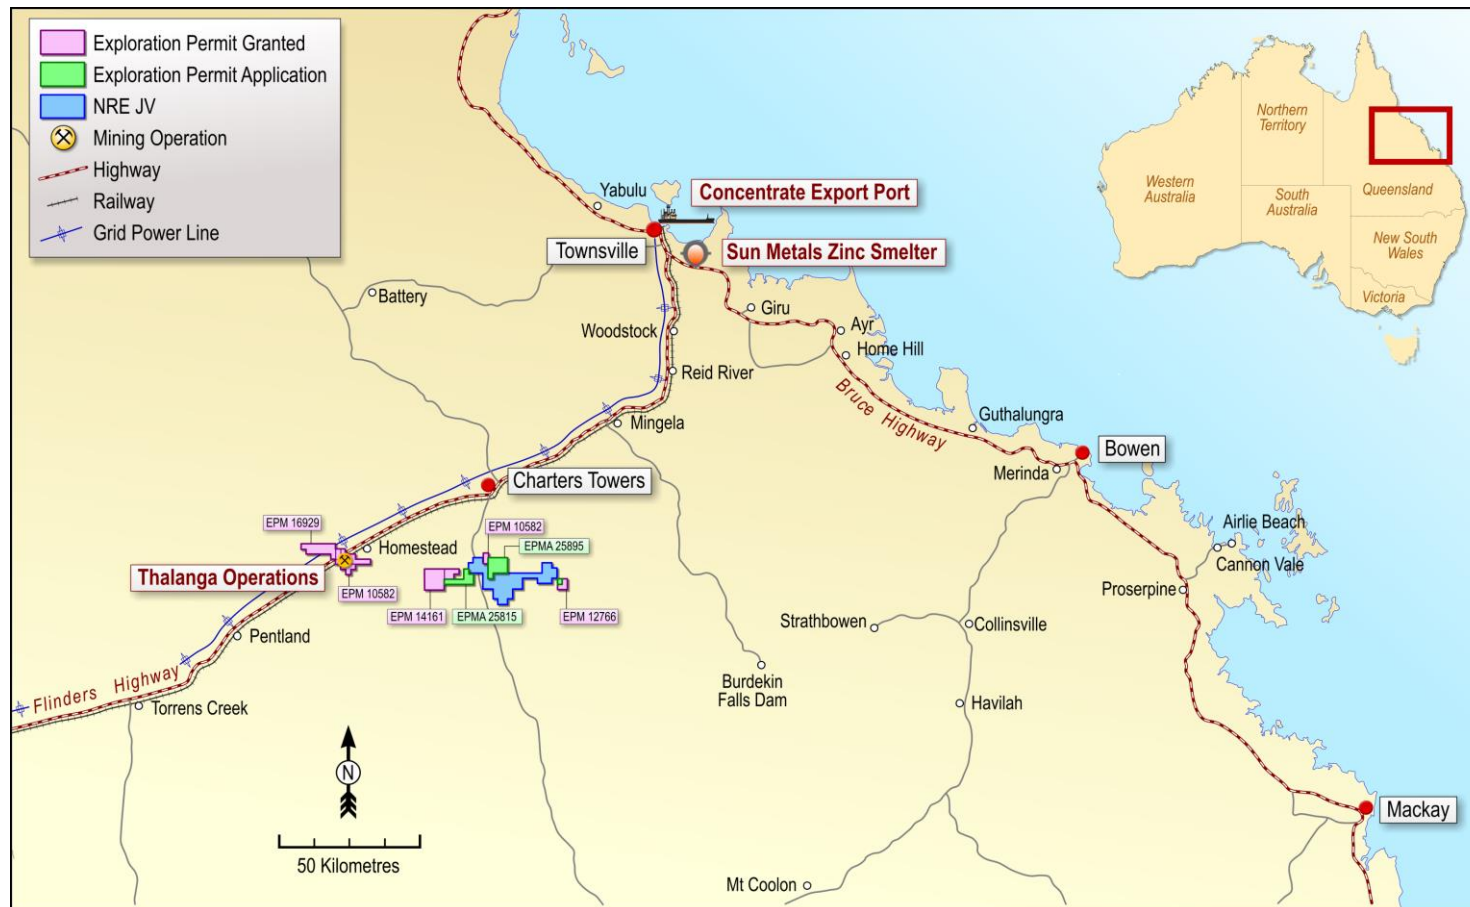 Exploration Permit Granted
Exploration Permit Application
NRE JV
Mining Operation
Highway
Railway
Grid Power Line
Northern
Territory
Western
Australia
South
Australia
Queensland
New South
Wales
Victoria
Yabulu
Concentrate Export Port
Townsville
Sun Metals Zinc Smelter
Battery
Giru
Woodstock
Ayr
Home Hill
Reid River
Bruce Highway
Mingela
Guthalungra
Bowen
Merinda
Charters Towers
EPM 16929
EPM 10582
EPMA 25895
Homestead
Thalanga Operations
EPM 10582
EPM 14161
EPMA 25815
EPM 12766
Airlie Beach
Cannon Vale
Proserpine
Strathbowen
Collinsville
Pentland
Burdekin
Falls Dam
Havilah
Flinders Highway
Torrens Creek
N
50 Kilometres
Mackay
Mt Coolon